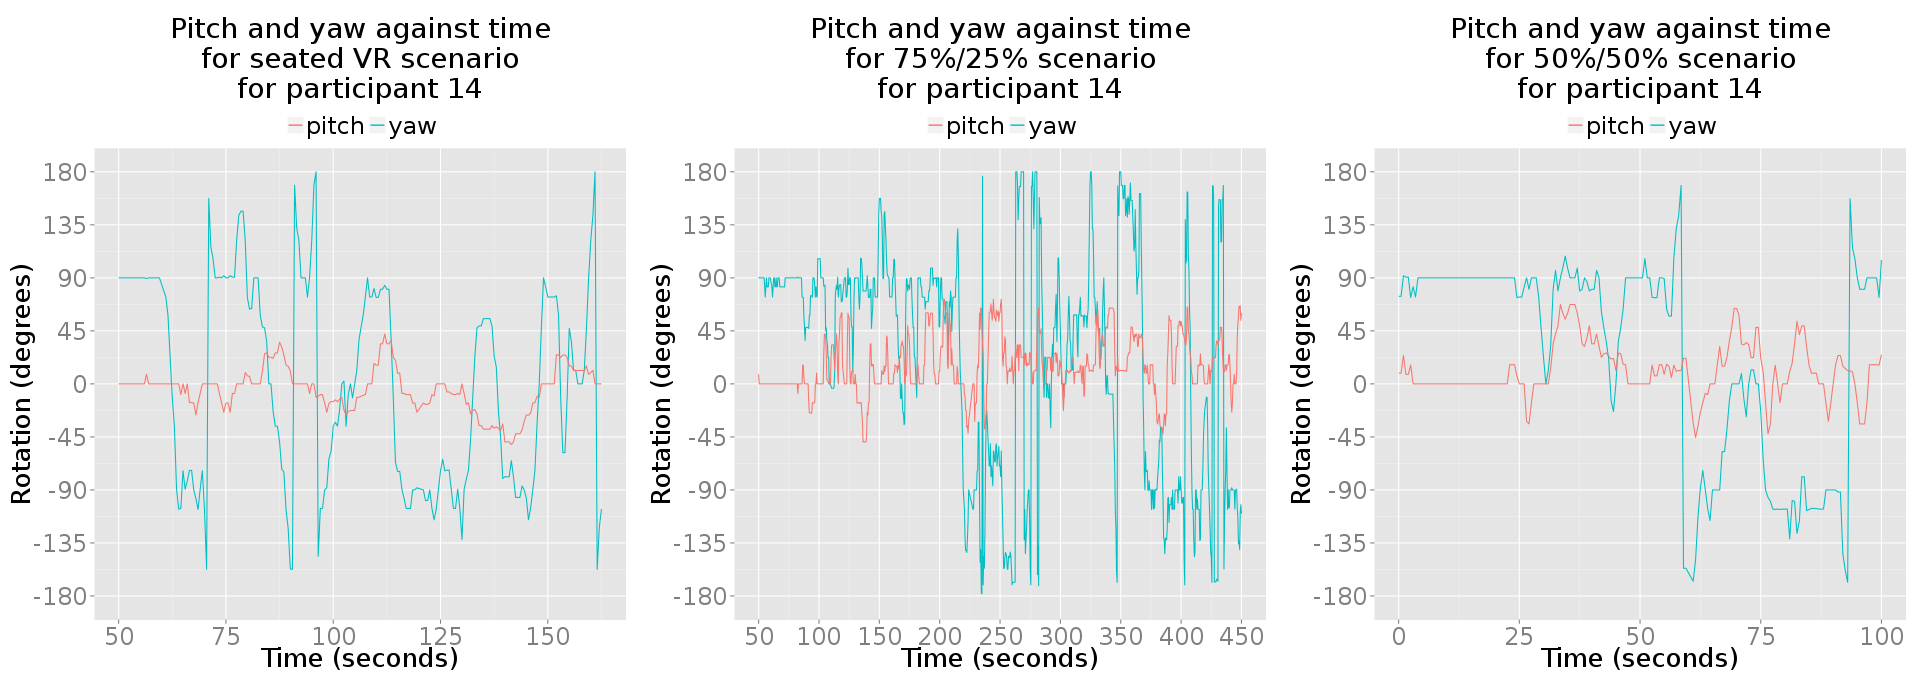 Pitch and yaw against time
for seated VR scenario
for participant 14
pitch yaw
180
135
90
45
0
-45
-90
-135
-180
Rotation (degrees)
50 75 100 125 150
Time (seconds)
Pitch and yaw against time
for 75%/25% scenario
for participant 14
pitch yaw
180
135
90
45
0
-45
-90
-135
-180
Rotation (degrees)
50 100 150 200 250 300 350 400 450
Time (seconds)
Pitch and yaw against time
for 50%/50% scenario
for participant 14
pitch yaw
180
135
90
45
0
-45
-90
-135
-180
Rotation (degrees)
0 25 50 75 100
Time (seconds)